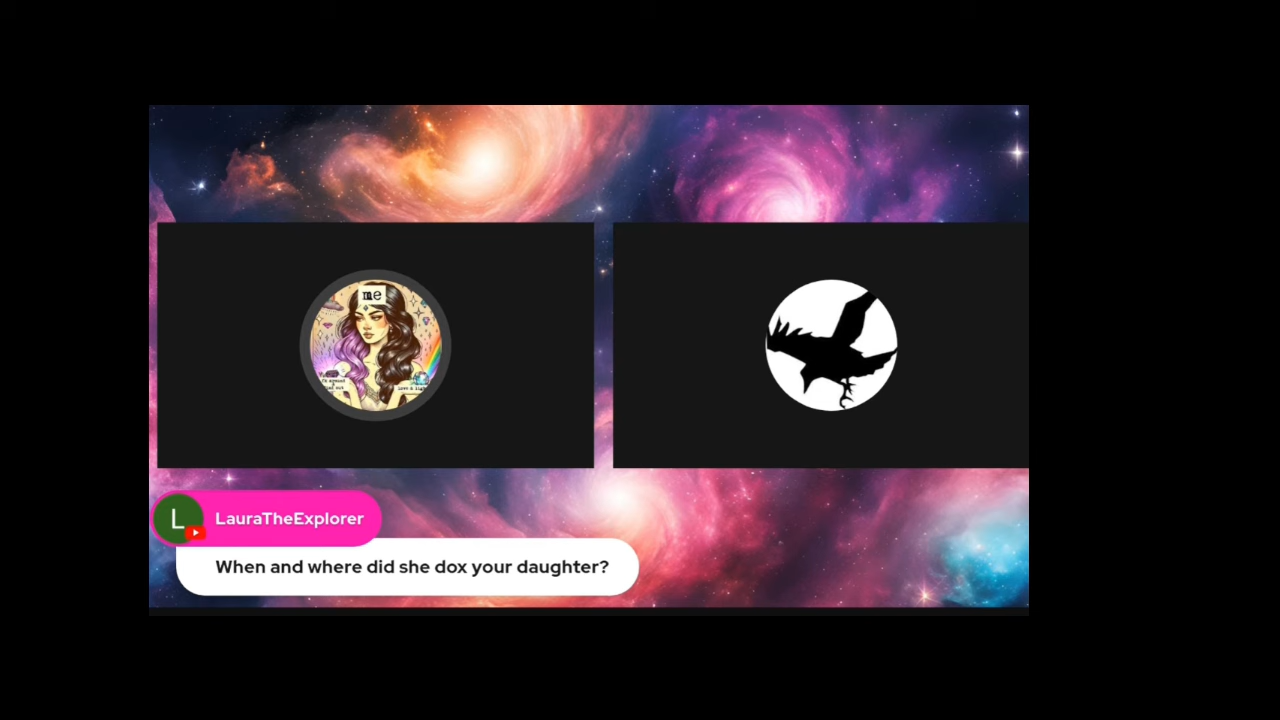 me
L
LauraTheExplorer
When and where did she dox your daughter?